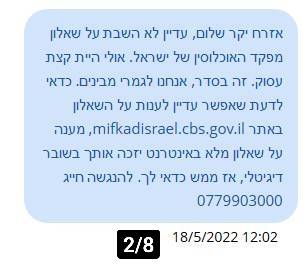 אזרח יקר שלום, עדיין לא השבת על שאלון
מפקד האוכלוסין של ישראל. אולי היית קצת
עסוק. זה בסדר, אנחנו לגמרי מבינים. כדאי
לדעת שאפשר עדיין לענות על השאלון
באתר mifkadisrael.cbs.gov.il, מענה
על שאלון מלא באינטרנט יזכה אותך בשובר
דיגיטלי, אז ממש כדאי לך. להנגשה חייג
0779903000
18/5/2022 12:02
2/8